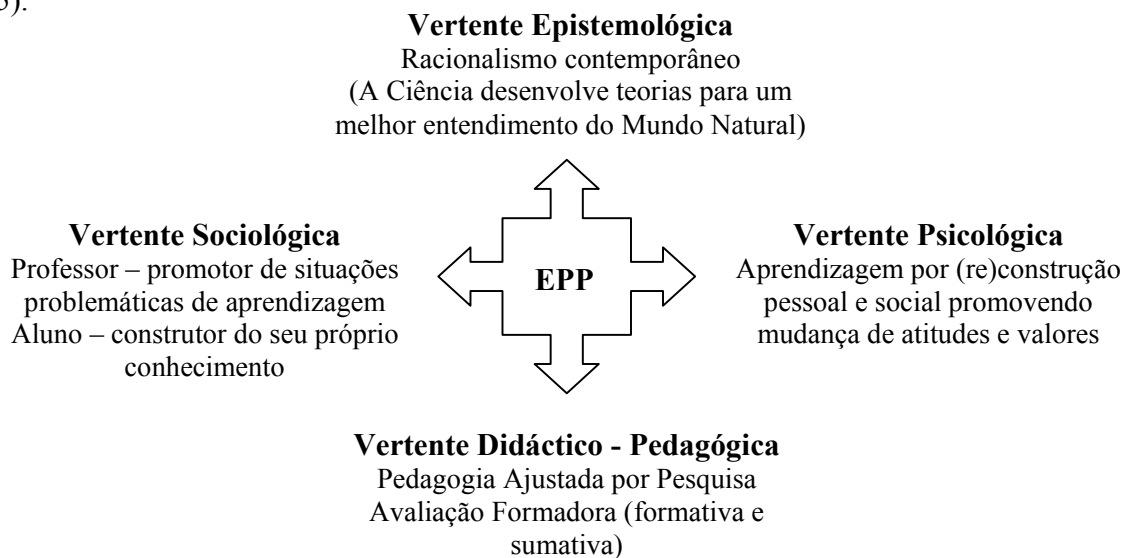 5).
Vertente Epistemológica
Racionalismo contemporâneo
(A Ciência desenvolve teorias para um
melhor entendimento do Mundo Natural)
Vertente Sociológica
Professor – promotor de situações
problemáticas de aprendizagem
Aluno – construtor do seu próprio
conhecimento
EPP
Vertente Psicológica
Aprendizagem por (re)construção
pessoal e social promovendo
mudança de atitudes e valores
Vertente Didáctico - Pedagógica
Pedagogia Ajustada por Pesquisa
Avaliação Formadora (formativa e
sumativa)